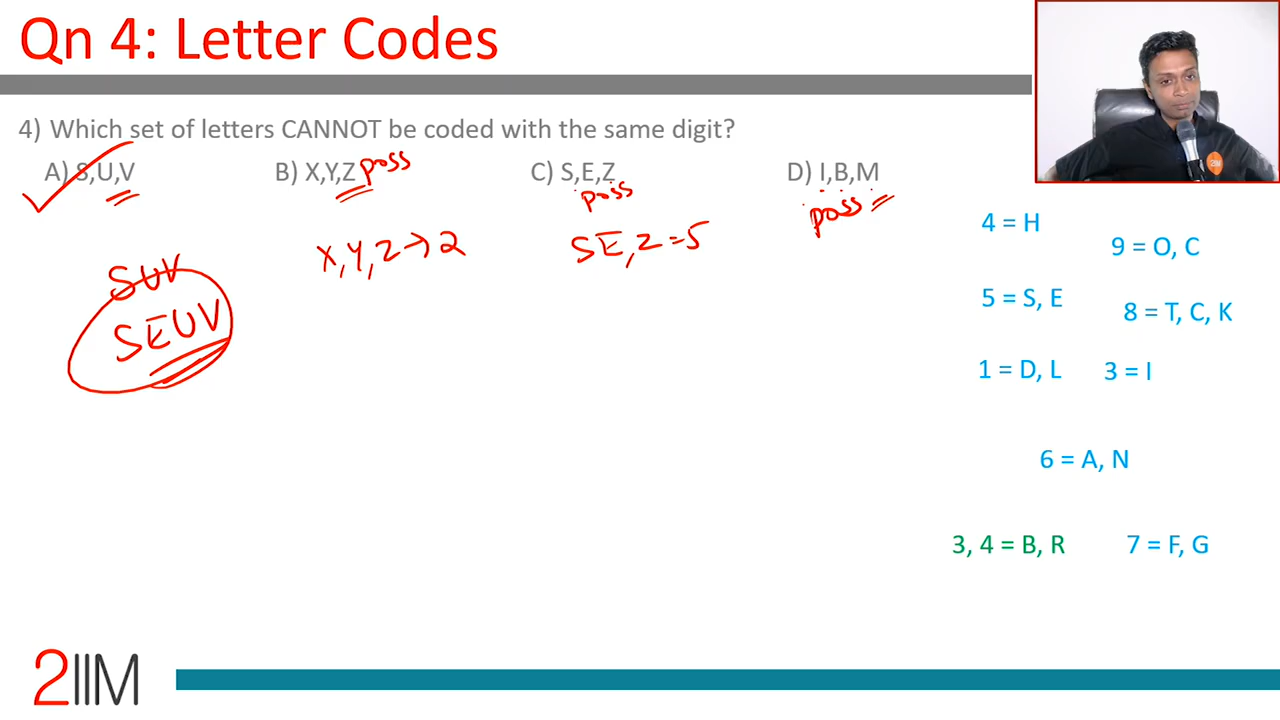 Qn 4: Letter Codes
4) Which set of letters CANNOT be coded with the same digit?
A) S,U,V
B) X,Y,Z poss
C) S,E,Z
poss
D) I,B,M
poss
SUV
SEUV
X,Y,Z→2
SE,Z=5
4 = H
9 = O, C
5 = S, E
8 = T, C, K
1 = D, L
3 = I
6 = A, N
3, 4 = B, R
7 = F, G
2IIM
2IIM